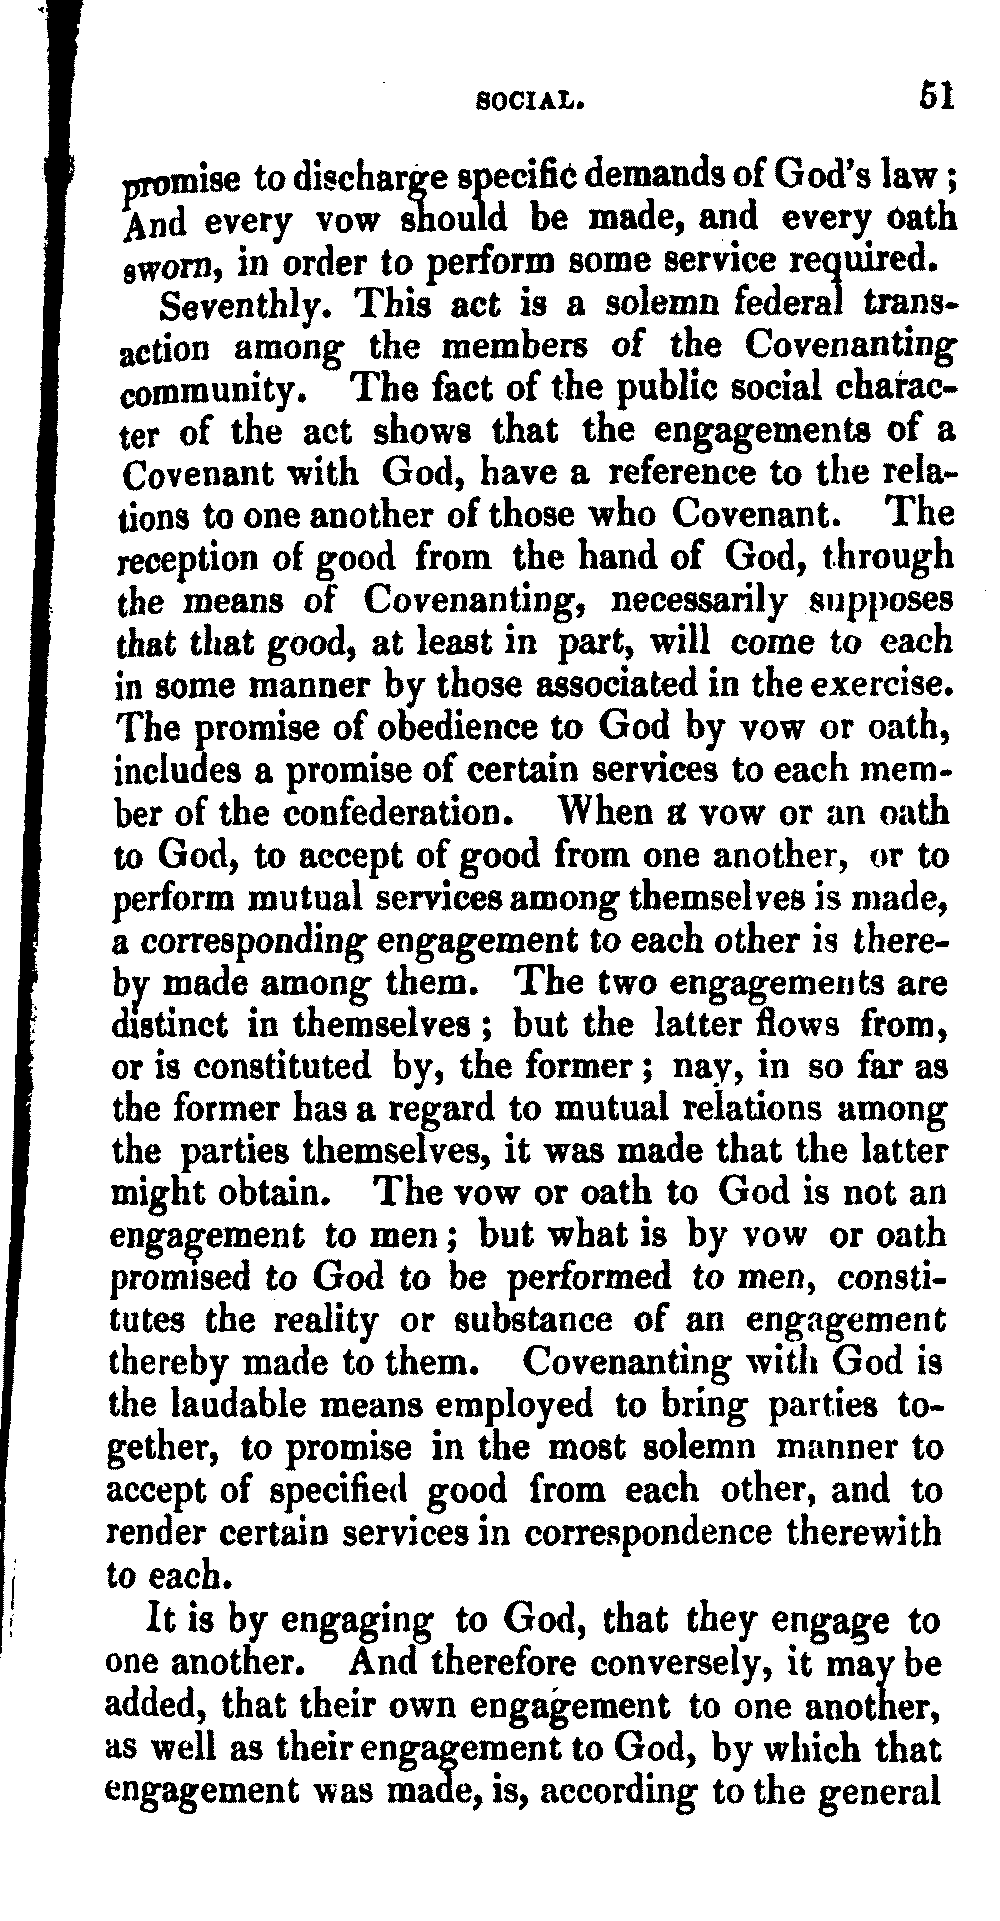 SOCIAL. 51
promise to discharge specific demands of God's law ;
And every vow should be made, and every oath
sworn, in order to perform some service required.
Seventhly. This act is a solemn federal trans-
action among the members of the Covenanting
community. The fact of the public social charac-
ter of the act shows that the engagements of a
Covenant with God, have a reference to the rela-
tions to one another of those who Covenant. The
reception of good from the hand of God, through
the means of Covenanting, necessarily supposes
that that good, at least in part, will come to each
in some manner by those associated in the exercise.
The promise of obedience to God by vow or oath,
includes a promise of certain services to each mem-
ber of the confederation. When a vow or an oath
to God, to accept of good from one another, or to
perform mutual services among themselves is made,
a corresponding engagement to each other is there-
by made among them. The two engagements are
distinct in themselves ; but the latter flows from,
or is constituted by, the former ; nay, in so far as
the former has a regard to mutual relations among
the parties themselves, it was made that the latter
might obtain. The vow or oath to God is not an
engagement to men ; but what is by vow or oath
promised to God to be performed to men, consti-
tutes the reality or substance of an engagement
thereby made to them. Covenanting with God is
the laudable means employed to bring parties to-
gether, to promise in the most solemn manner to
accept of specified good from each other, and to
render certain services in correspondence therewith
to each.
It is by engaging to God, that they engage to
one another. And therefore conversely, it may be
added, that their own engagement to one another,
as well as their engagement to God, by which that
engagement was made, is, according to the general